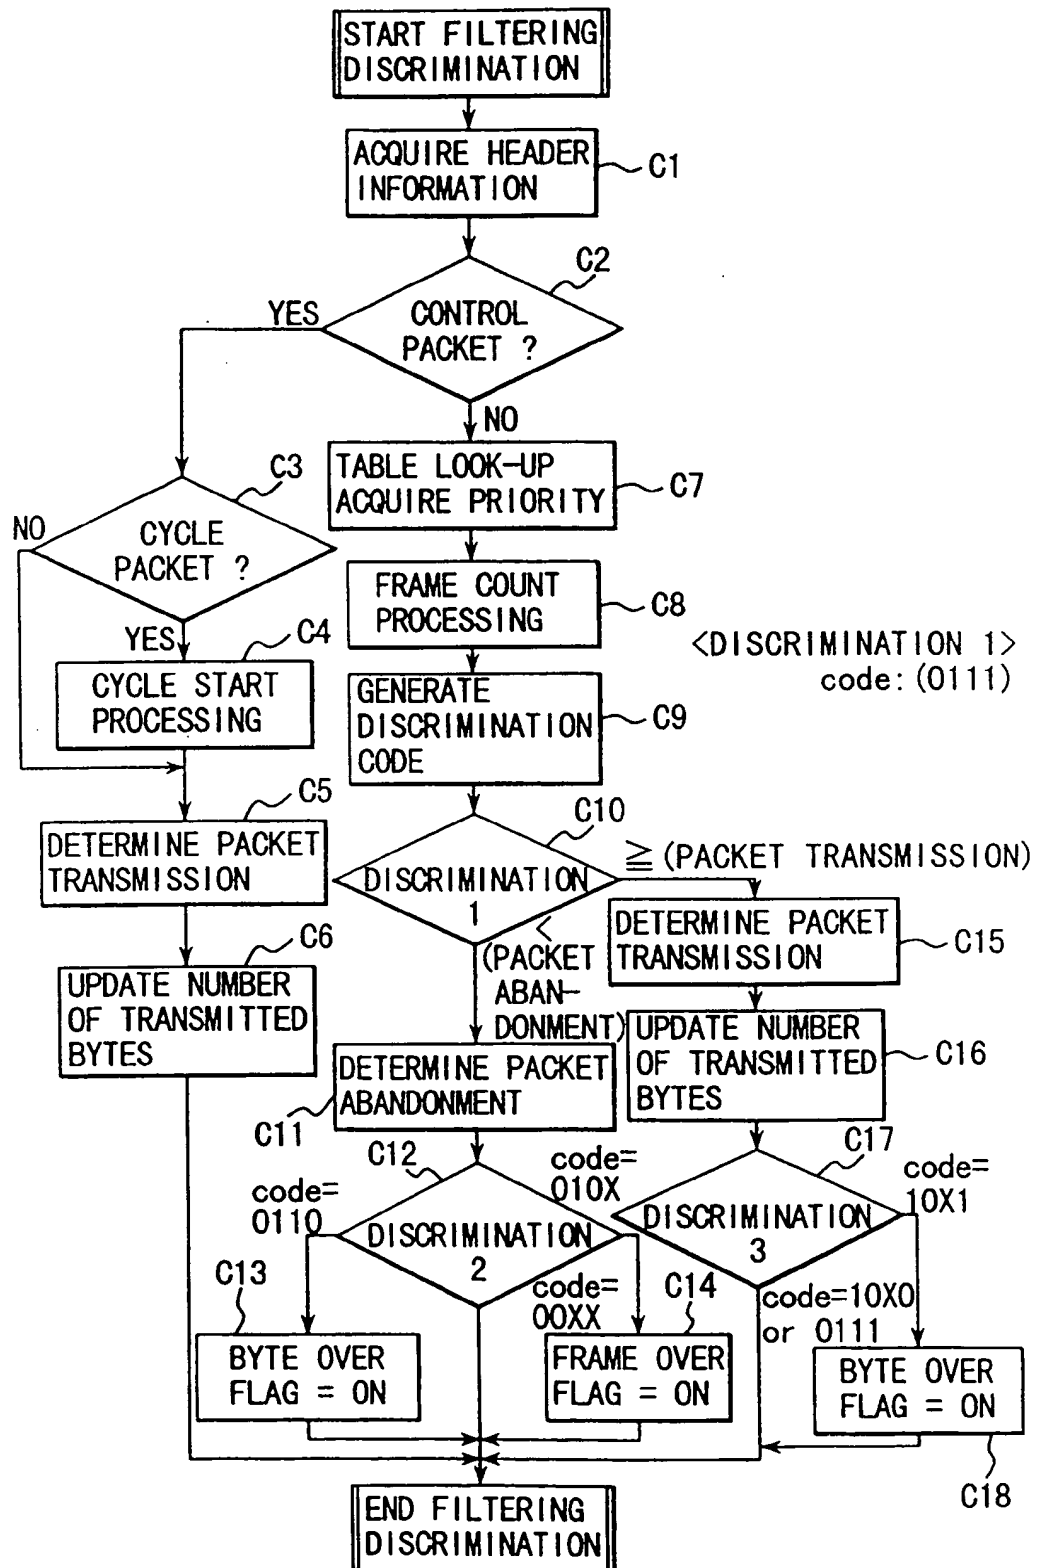 START FILTERING
DISCRIMINATION
ACQUIRE HEADER
INFORMATION
C1
C2
CONTROL
PACKET ?
YES
NO
C3
CYCLE
PACKET ?
NO
YES
TABLE LOOK-UP
ACQUIRE PRIORITY
C7
FRAME COUNT
PROCESSING
C8
C4
CYCLE START
PROCESSING
<DISCRIMINATION 1>
code:(0111)
GENERATE
DISCRIMINATION
CODE
C9
C5
DETERMINE PACKET
TRANSMISSION
C10
DISCRIMINATION
1
≧(PACKET TRANSMISSION)
<
(PACKET
ABAN-
DONMENT)
DETERMINE PACKET
TRANSMISSION
C15
C6
UPDATE NUMBER
OF TRANSMITTED
BYTES
UPDATE NUMBER
OF TRANSMITTED
BYTES
C16
DETERMINE PACKET
ABANDONMENT
C11
C12
DISCRIMINATION
2
code=
0110
code=
010X
code=
00XX
C17
DISCRIMINATION
3
code=
10X1
code=10X0
or 0111
C13
BYTE OVER
FLAG = ON
C14
FRAME OVER
FLAG = ON
BYTE OVER
FLAG = ON
C18
END FILTERING
DISCRIMINATION